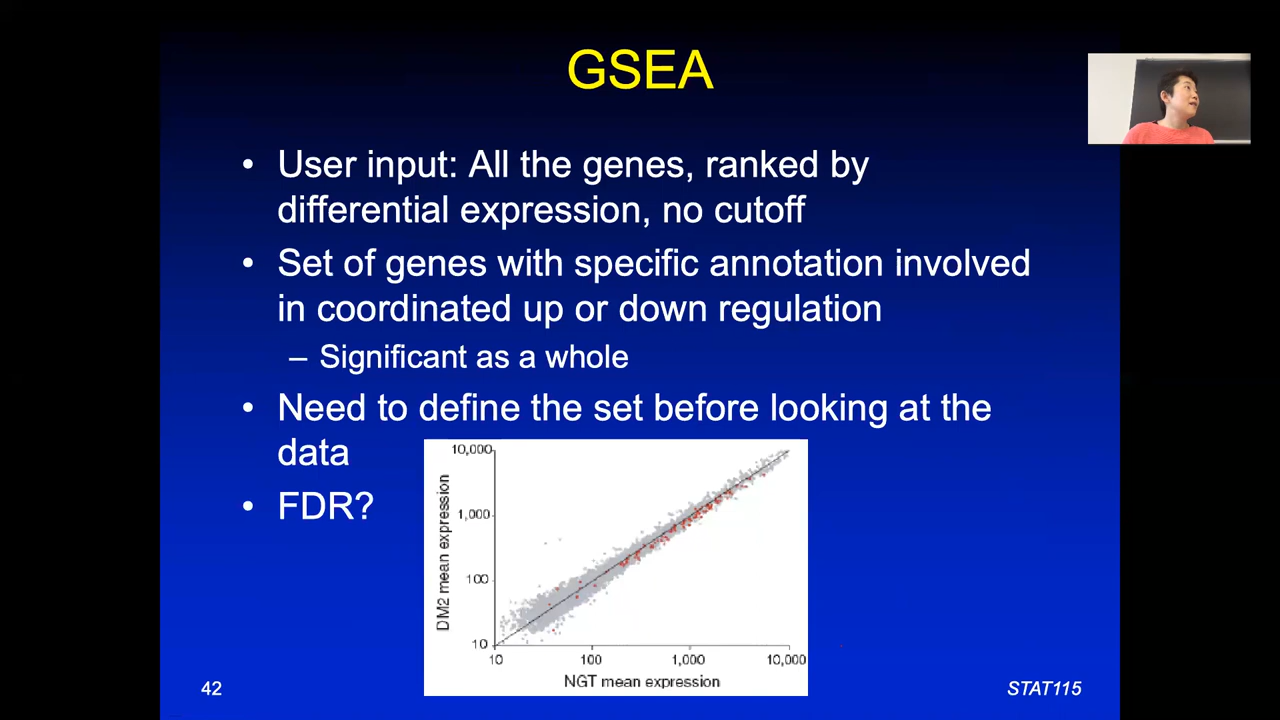 GSEA
• User input: All the genes, ranked by
differential expression, no cutoff
• Set of genes with specific annotation involved
in coordinated up or down regulation
– Significant as a whole
• Need to define the set before looking at the
data
• FDR?
10,000
1,000
100
10
DM2 mean expression
10
100
1,000
10,000
NGT mean expression
42
STAT115